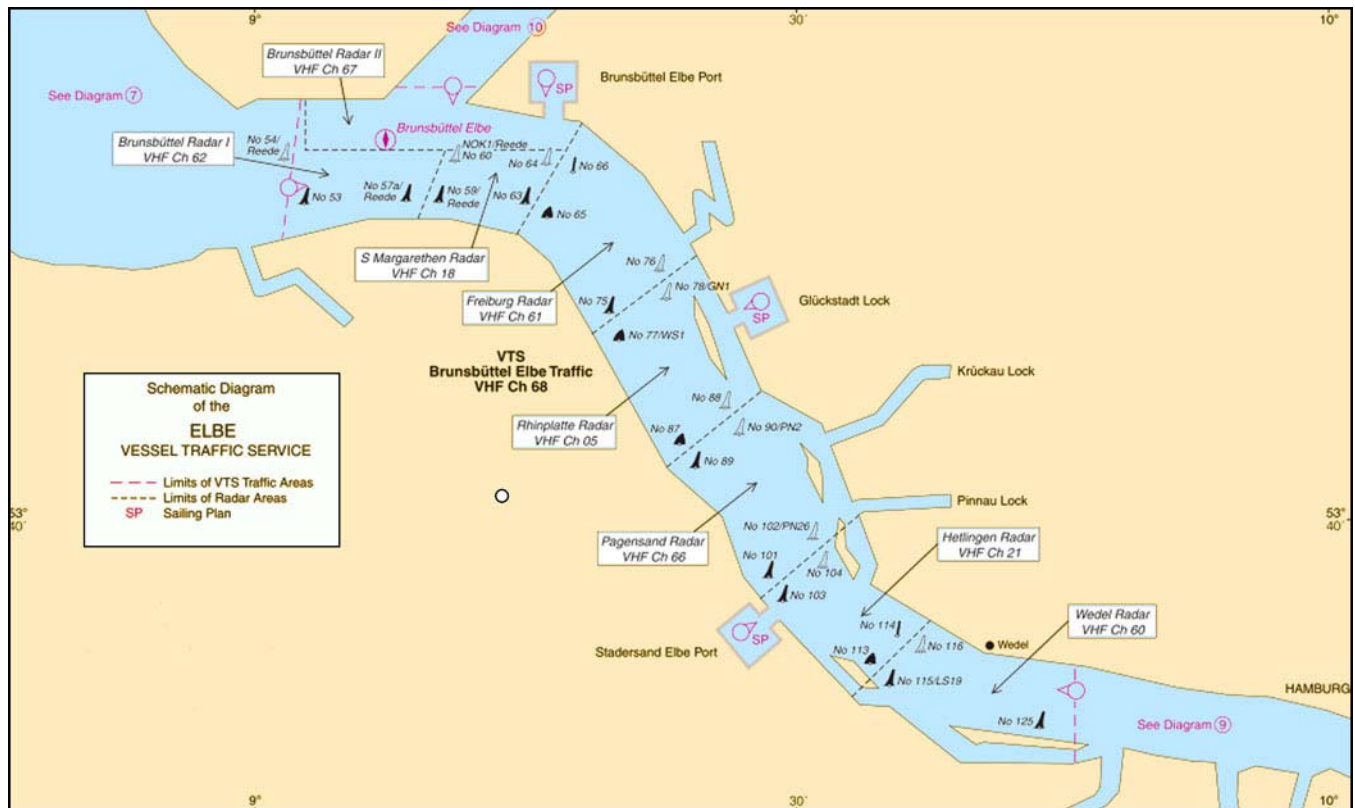 9°
30´
10°
See Diagram 10
Brunsbüttel Radar II
VHF Ch 67
Brunsbüttel Elbe Port
SP
See Diagram 7
Brunsbüttel Elbe
Brunsbüttel Radar I
VHF Ch 62
No 54/
Reede
NOK1/Reede
No 60
No 64
No 66
No 53
No 57a/
Reede
No 59/
Reede
No 63
No 65
S Margarethen Radar
VHF Ch 18
No 76
No 78/GN1
Freiburg Radar
VHF Ch 61
No 75
Glückstadt Lock
SP
No 77/WS1
VTS
Brunsbüttel Elbe Traffic
VHF Ch 68
Krückau Lock
Schematic Diagram
of the
ELBE
VESSEL TRAFFIC SERVICE
Limits of VTS Traffic Areas
Limits of Radar Areas
SP Sailing Plan
No 88
Rhinplatte Radar
VHF Ch 05
No 87
No 90/PN2
No 89
Pinnau Lock
53°
40´
53°
40´
No 102/PN26
Pagensand Radar
VHF Ch 66
Hetlingen Radar
VHF Ch 21
No 101
No 104
No 103
Wedel Radar
VHF Ch 60
No 114
SP
Stadersand Elbe Port
No 116
Wedel
No 113
No 115/LS19
HAMBURG
No 125
See Diagram 9
9°
30´
10°